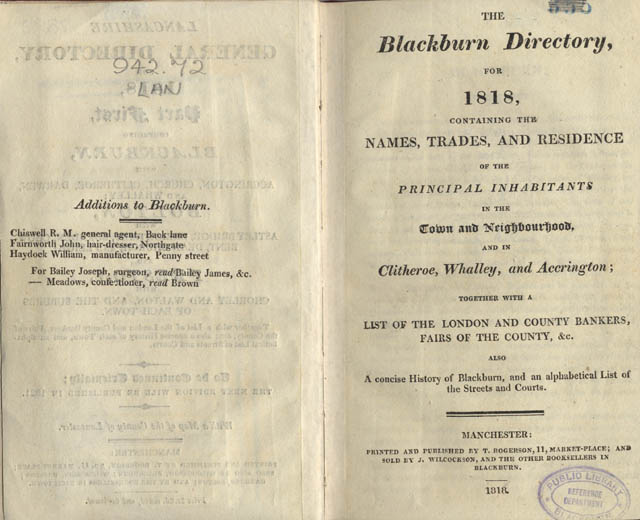 942.72
LAN
Additions to Blackburn.
Chiswell R. M. general agent, Back lane
Fairnworth John, hair-dresser, Northgate
Haydock William, manufacturer, Penny street
For Bailey Joseph, surgeon, read Bailey James, &c.
— Meadows, confectioner, read Brown
THE
Blackburn Directory,
FOR
1818,
CONTAINING THE
NAMES, TRADES, AND RESIDENCE
OF THE
PRINCIPAL INHABITANTS
IN THE
Town and Neighbourhood,
AND IN
Clitheroe, Whalley, and Accrington;
TOGETHER WITH A
LIST OF THE LONDON AND COUNTY BANKERS,
FAIRS OF THE COUNTY, &c.
ALSO
A concise History of Blackburn, and an alphabetical List of
the Streets and Courts.
MANCHESTER:
PRINTED AND PUBLISHED BY T. ROGERSON, 11, MARKET-PLACE; AND
SOLD BY J. WILCOCKSON, AND THE OTHER BOOKSELLERS IN
BLACKBURN.
1818.
PUBLIC LIBRARY
REFERENCE
DEPARTMENT
BLACKBURN